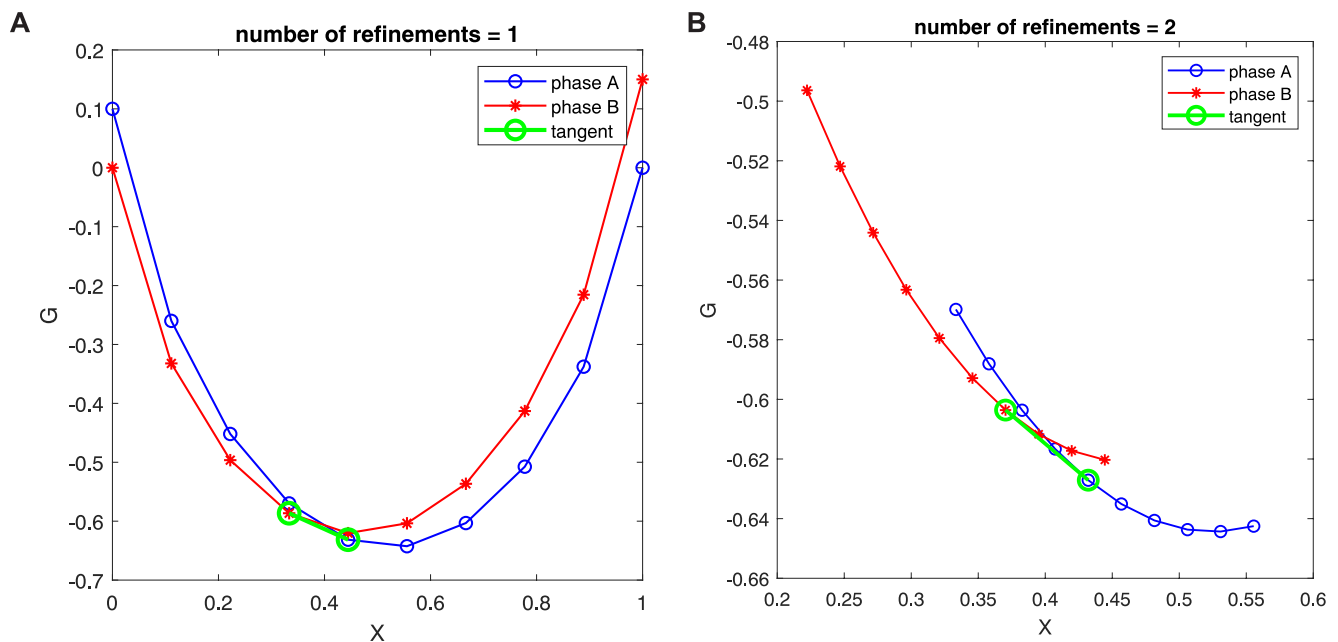 A
number of refinements = 1
0.2
0.1
0
-0.1
-0.2
-0.3
-0.4
-0.5
-0.6
-0.7
G
phase A
phase B
tangent
0
0.2
0.4
0.6
0.8
1
X
B
number of refinements = 2
-0.48
-0.5
-0.52
-0.54
-0.56
-0.58
-0.6
-0.62
-0.64
-0.66
G
phase A
phase B
tangent
0.2
0.25
0.3
0.35
0.4
0.45
0.5
0.55
0.6
X